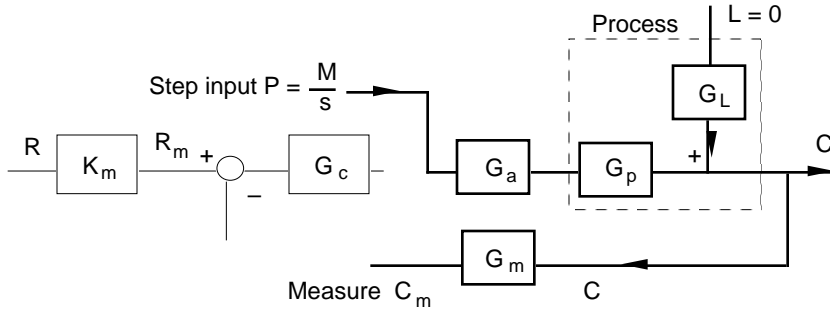 L = 0
Process
Step input P = M/s
G_L
R
K_m
R_m
+
−
G_c
G_a
G_p
+
C
G_m
Measure C_m
C